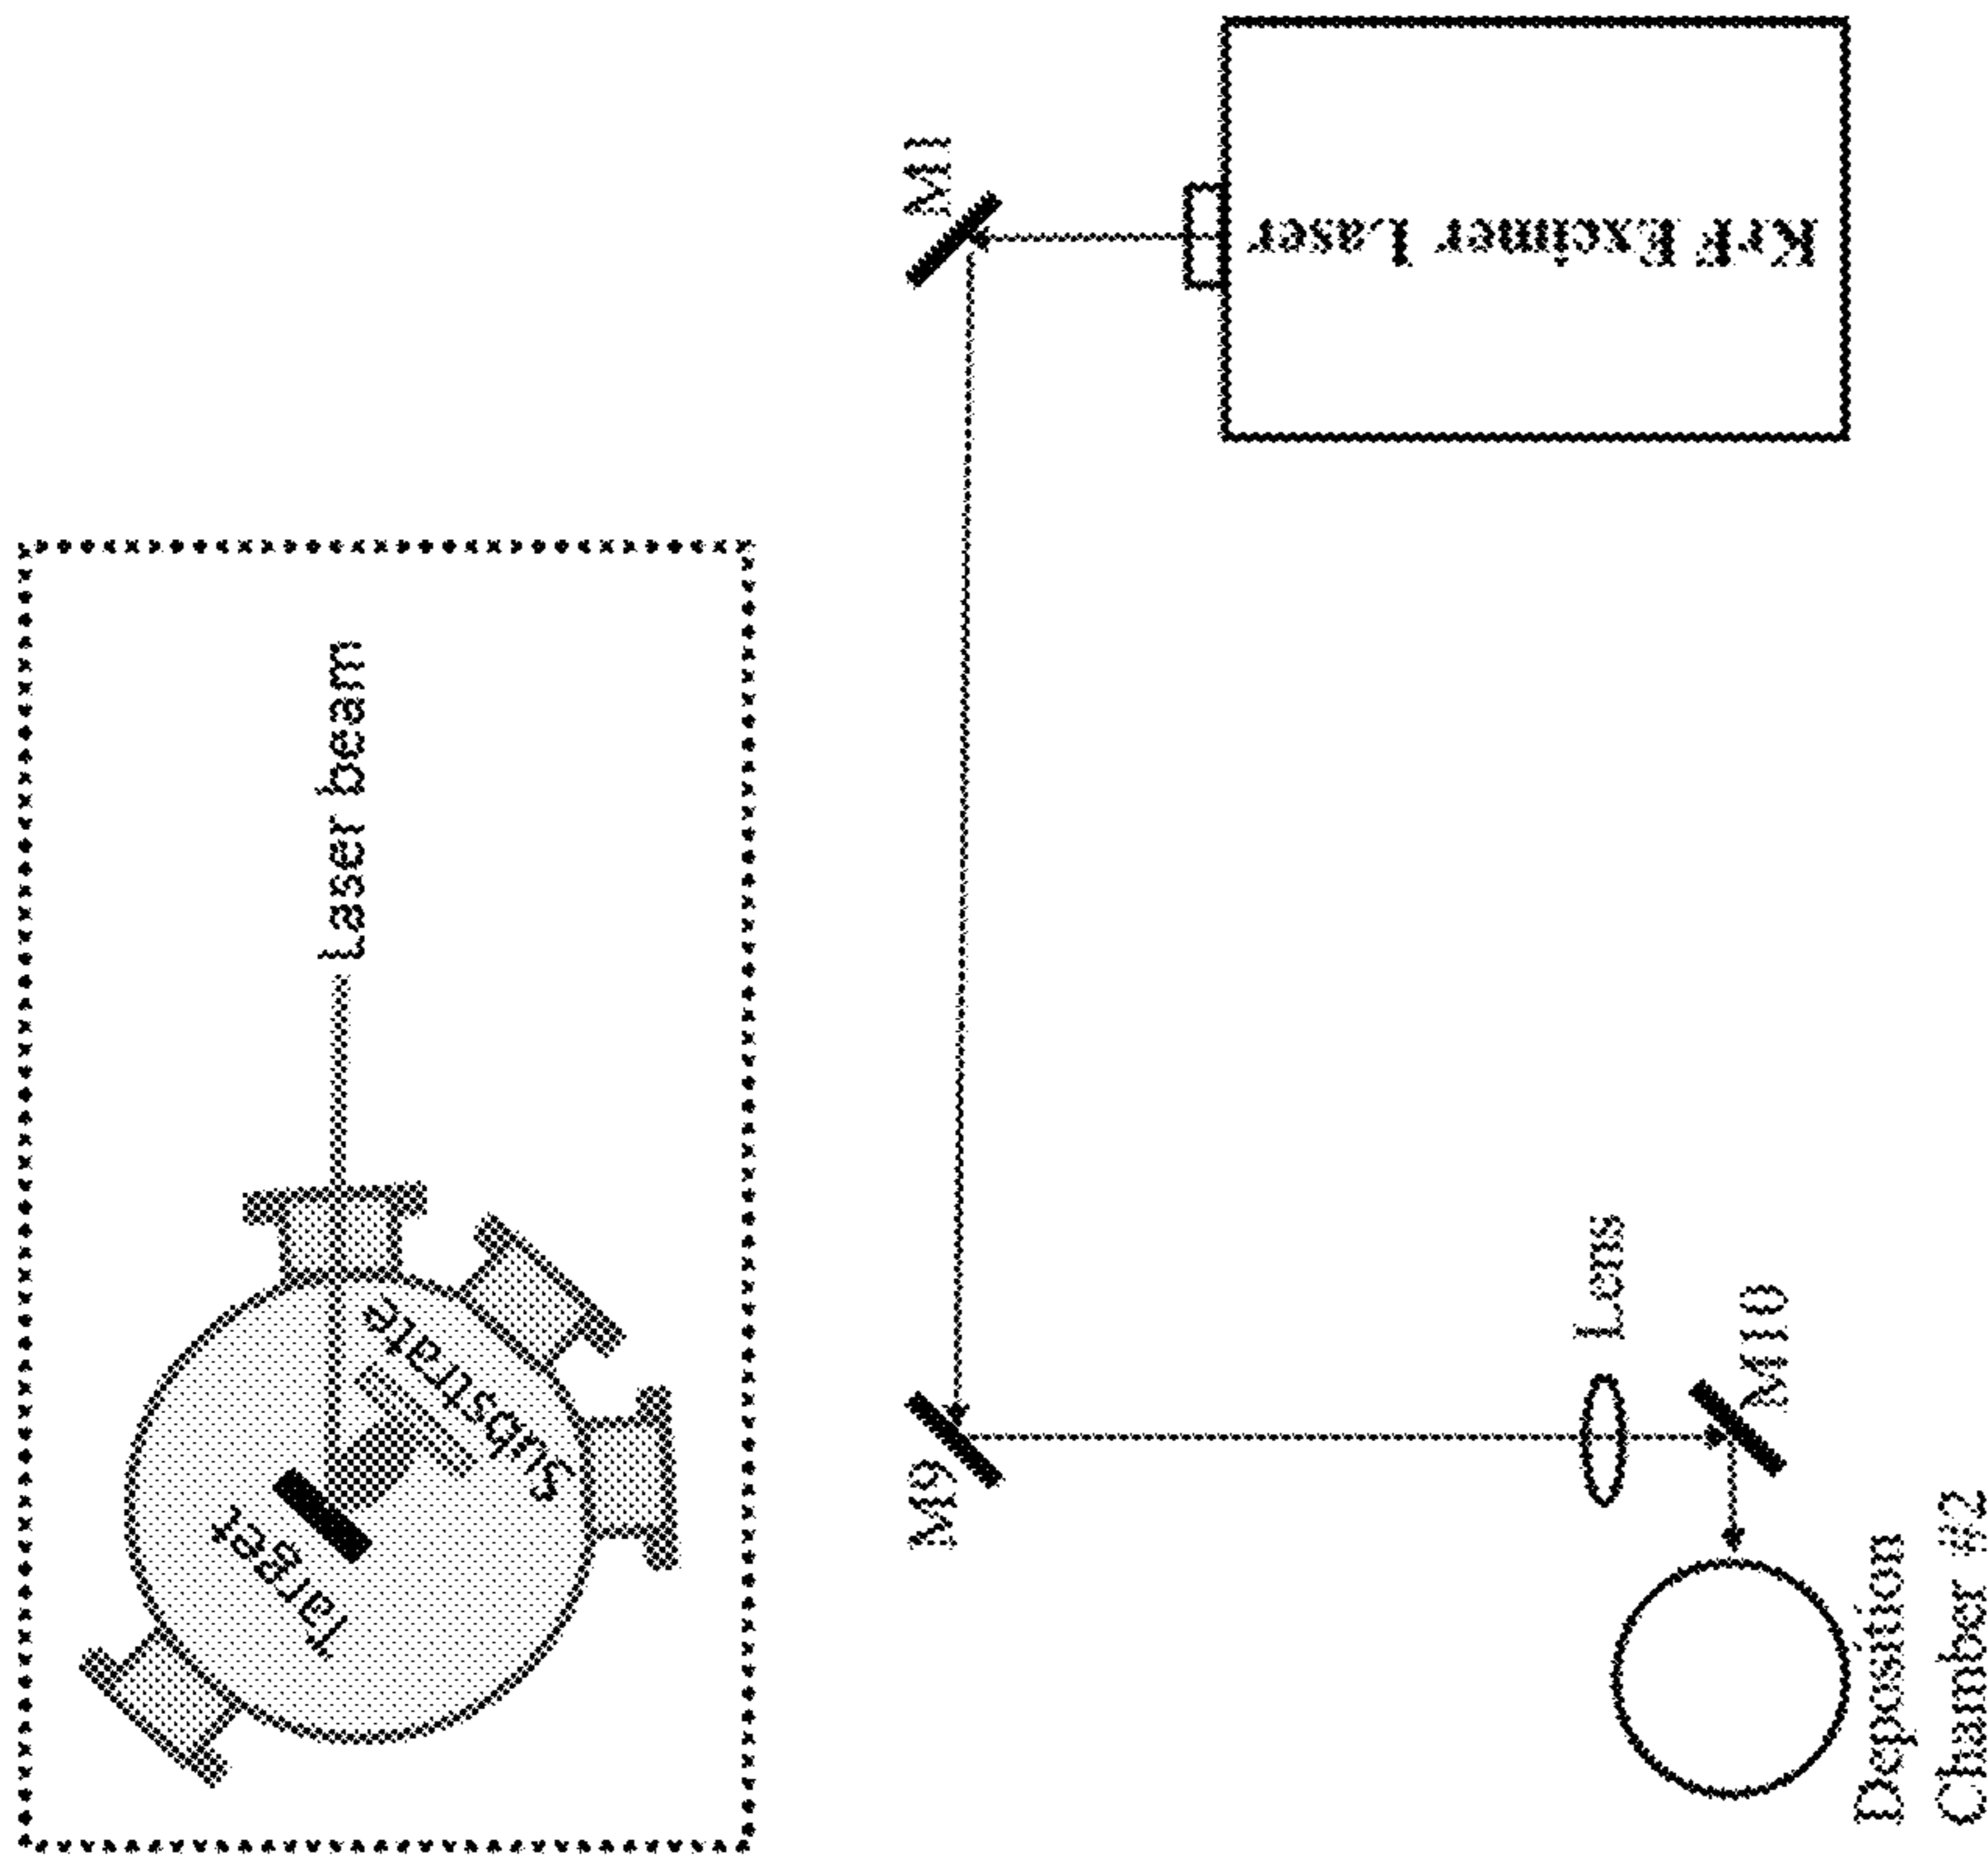 Laser beam
Substrate
Target
M1
KrF Excimer Laser
M9
Lens
M10
Deposition
Chamber #2